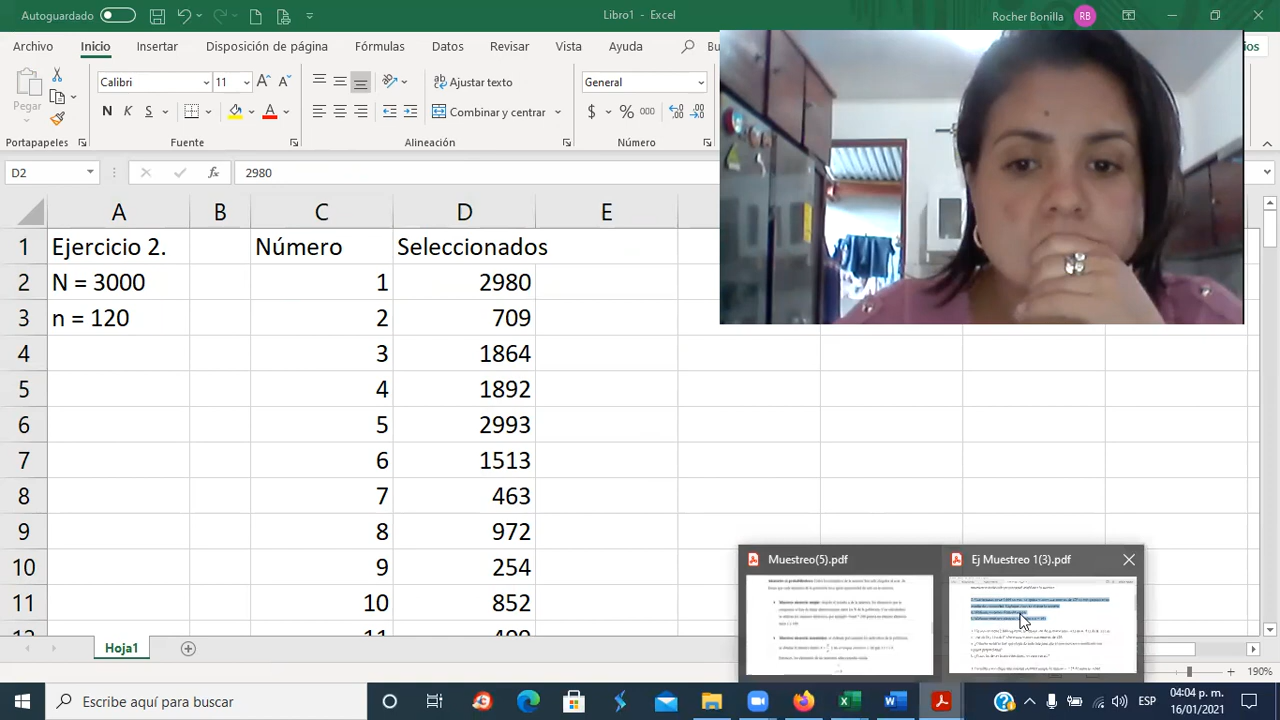 Autoguardado
Libro1 - Excel
Rocher Bonilla
RB
Archivo Inicio Insertar Disposición de página Fórmulas Datos Revisar Vista Ayuda Bu
ios
Pegar
Calibri 11
Ajustar texto
General
N K S
Combinar y centrar
$ % 000
Portapapeles Fuente Alineación Número
D2 fx 2980
A B C D E
1 Ejercicio 2. Número Seleccionados
2 N = 3000 1 2980
3 n = 120 2 709
4 3 1864
5 4 1892
6 5 2993
7 6 1513
8 7 463
9 8 972
10 9 254
11 10 852
Muestreo(5).pdf
Ej Muestreo 1(3).pdf
Hoja
190%
Escribe aquí para buscar
ESP
04:04 p. m.
16/01/2021